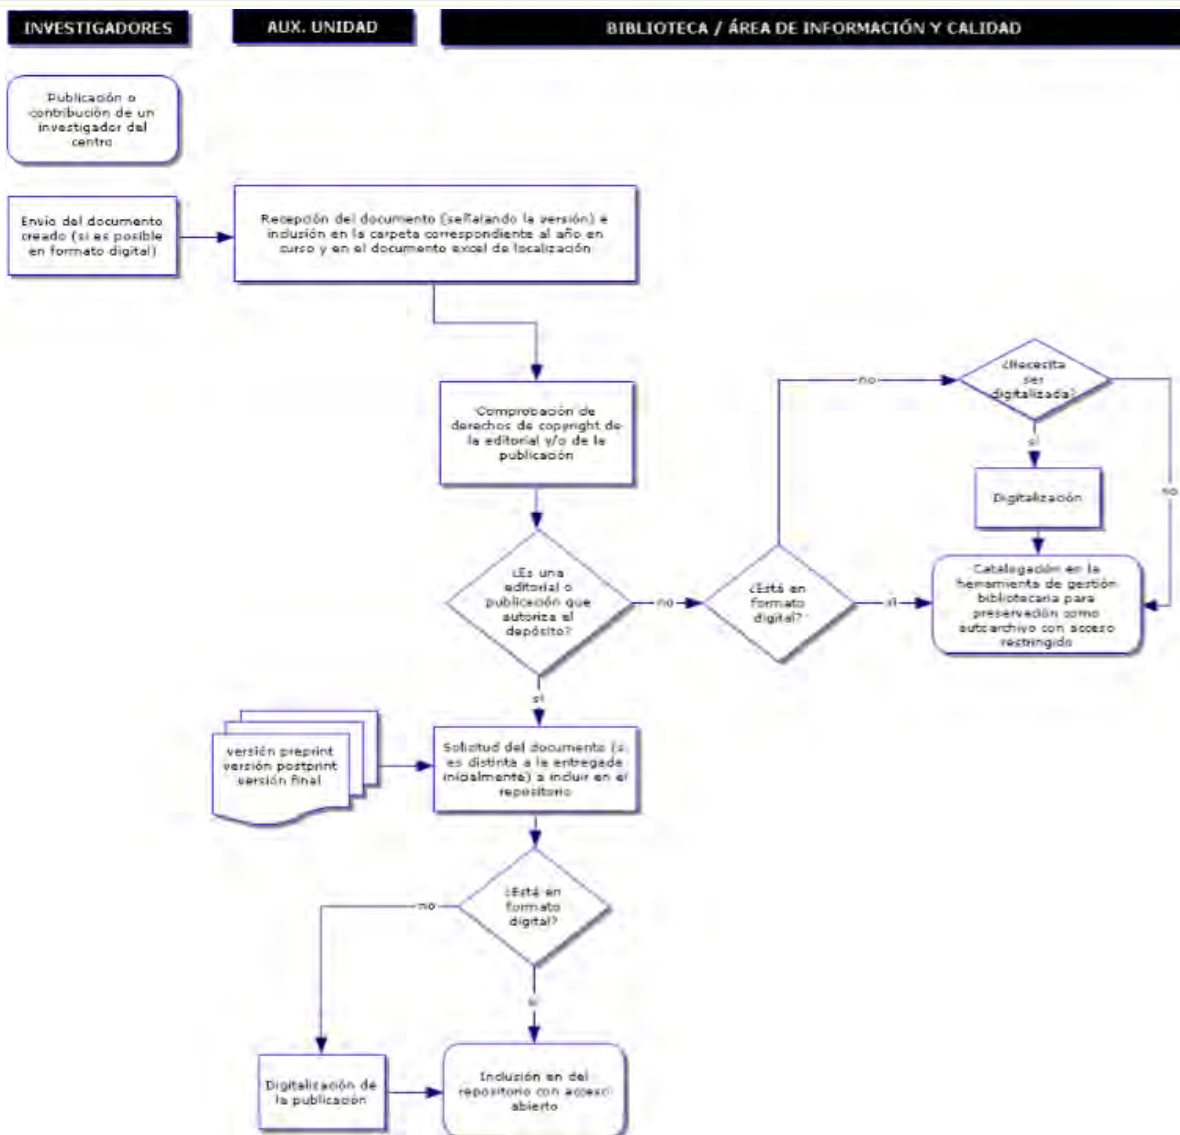 INVESTIGADORES
AUX. UNIDAD
BIBLIOTECA / ÁREA DE INFORMACIÓN Y CALIDAD
Publicación o
contribución de un
investigador del
centro
Envío del documento
creado (si es posible
en formato digital)
Recepción del documento (señalando la versión) e
inclusión en la carpeta correspondiente al año en
curso y en el documento excel de localización
Comprobación de
derechos de copyright de
la editorial y/o de la
publicación
¿Es una
editorial o
publicación que
autoriza el
depósito?
no
¿Está en
formato
digital?
no
¿Necesita
ser
digitalizada?
si
no
Digitalización
si
Catalogación en la
herramienta de gestión
bibliotecaria para
preservación como
autoarchivo con acceso
restringido
si
versión preprint
versión postprint
versión final
Solicitud del documento (si
es distinta a la entregada
inicialmente) a incluir en el
repositorio
¿Está en
formato
digital?
no
si
Digitalización de
la publicación
Inclusión en del
repositorio con acceso
abierto